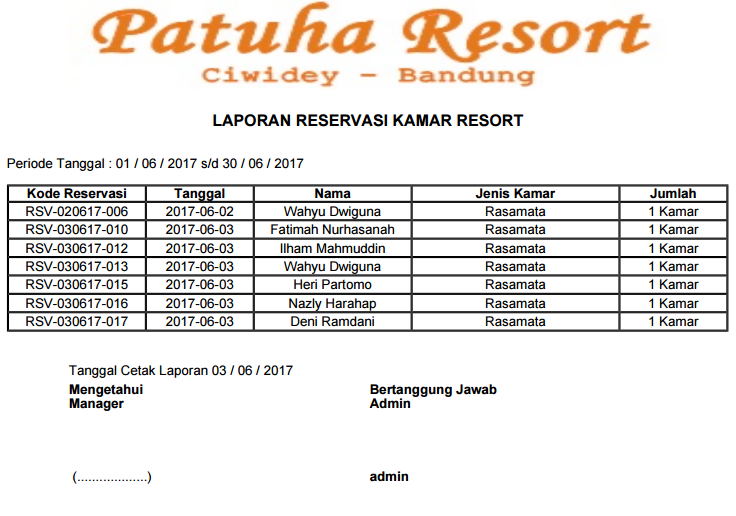 Patuha Resort
Ciwidey – Bandung
LAPORAN RESERVASI KAMAR RESORT
Periode Tanggal : 01 / 06 / 2017 s/d 30 / 06 / 2017
Kode Reservasi Tanggal Nama Jenis Kamar Jumlah
RSV-020617-006 2017-06-02 Wahyu Dwiguna Rasamata 1 Kamar
RSV-030617-010 2017-06-03 Fatimah Nurhasanah Rasamata 1 Kamar
RSV-030617-012 2017-06-03 Ilham Mahmuddin Rasamata 1 Kamar
RSV-030617-013 2017-06-03 Wahyu Dwiguna Rasamata 1 Kamar
RSV-030617-015 2017-06-03 Heri Partomo Rasamata 1 Kamar
RSV-030617-016 2017-06-03 Nazly Harahap Rasamata 1 Kamar
RSV-030617-017 2017-06-03 Deni Ramdani Rasamata 1 Kamar
Tanggal Cetak Laporan 03 / 06 / 2017
Mengetahui Bertanggung Jawab
Manager Admin
(...................) admin